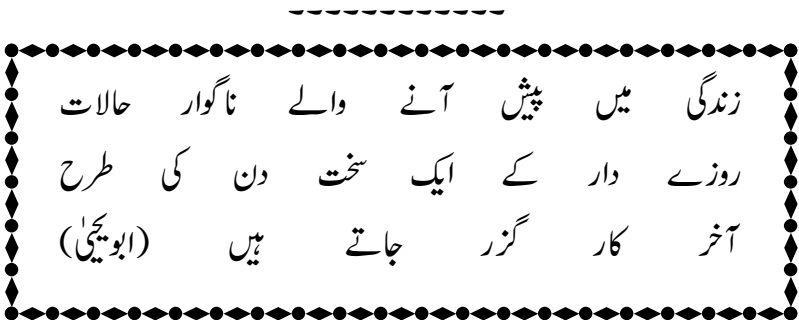 زندگی میں پیش آنے والے ناگوار حالات
روزے دار کے ایک سخت دن کی طرح
آخر کار گزر جاتے ہیں (ابویحییٰ)